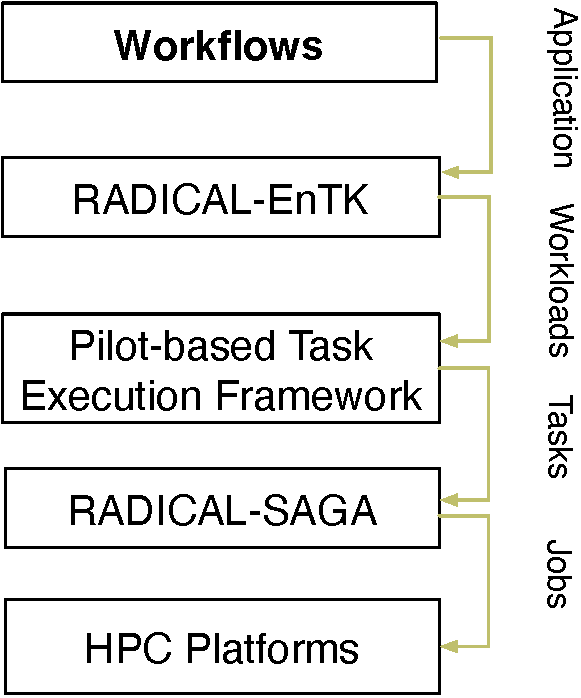 Workflows
Application
RADICAL-EnTK
Workloads
Pilot-based Task
Execution Framework
Tasks
RADICAL-SAGA
Jobs
HPC Platforms